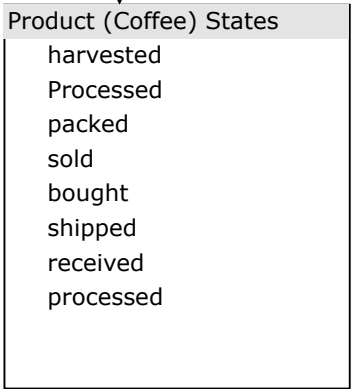 Product (Coffee) States
harvested
Processed
packed
sold
bought
shipped
received
processed